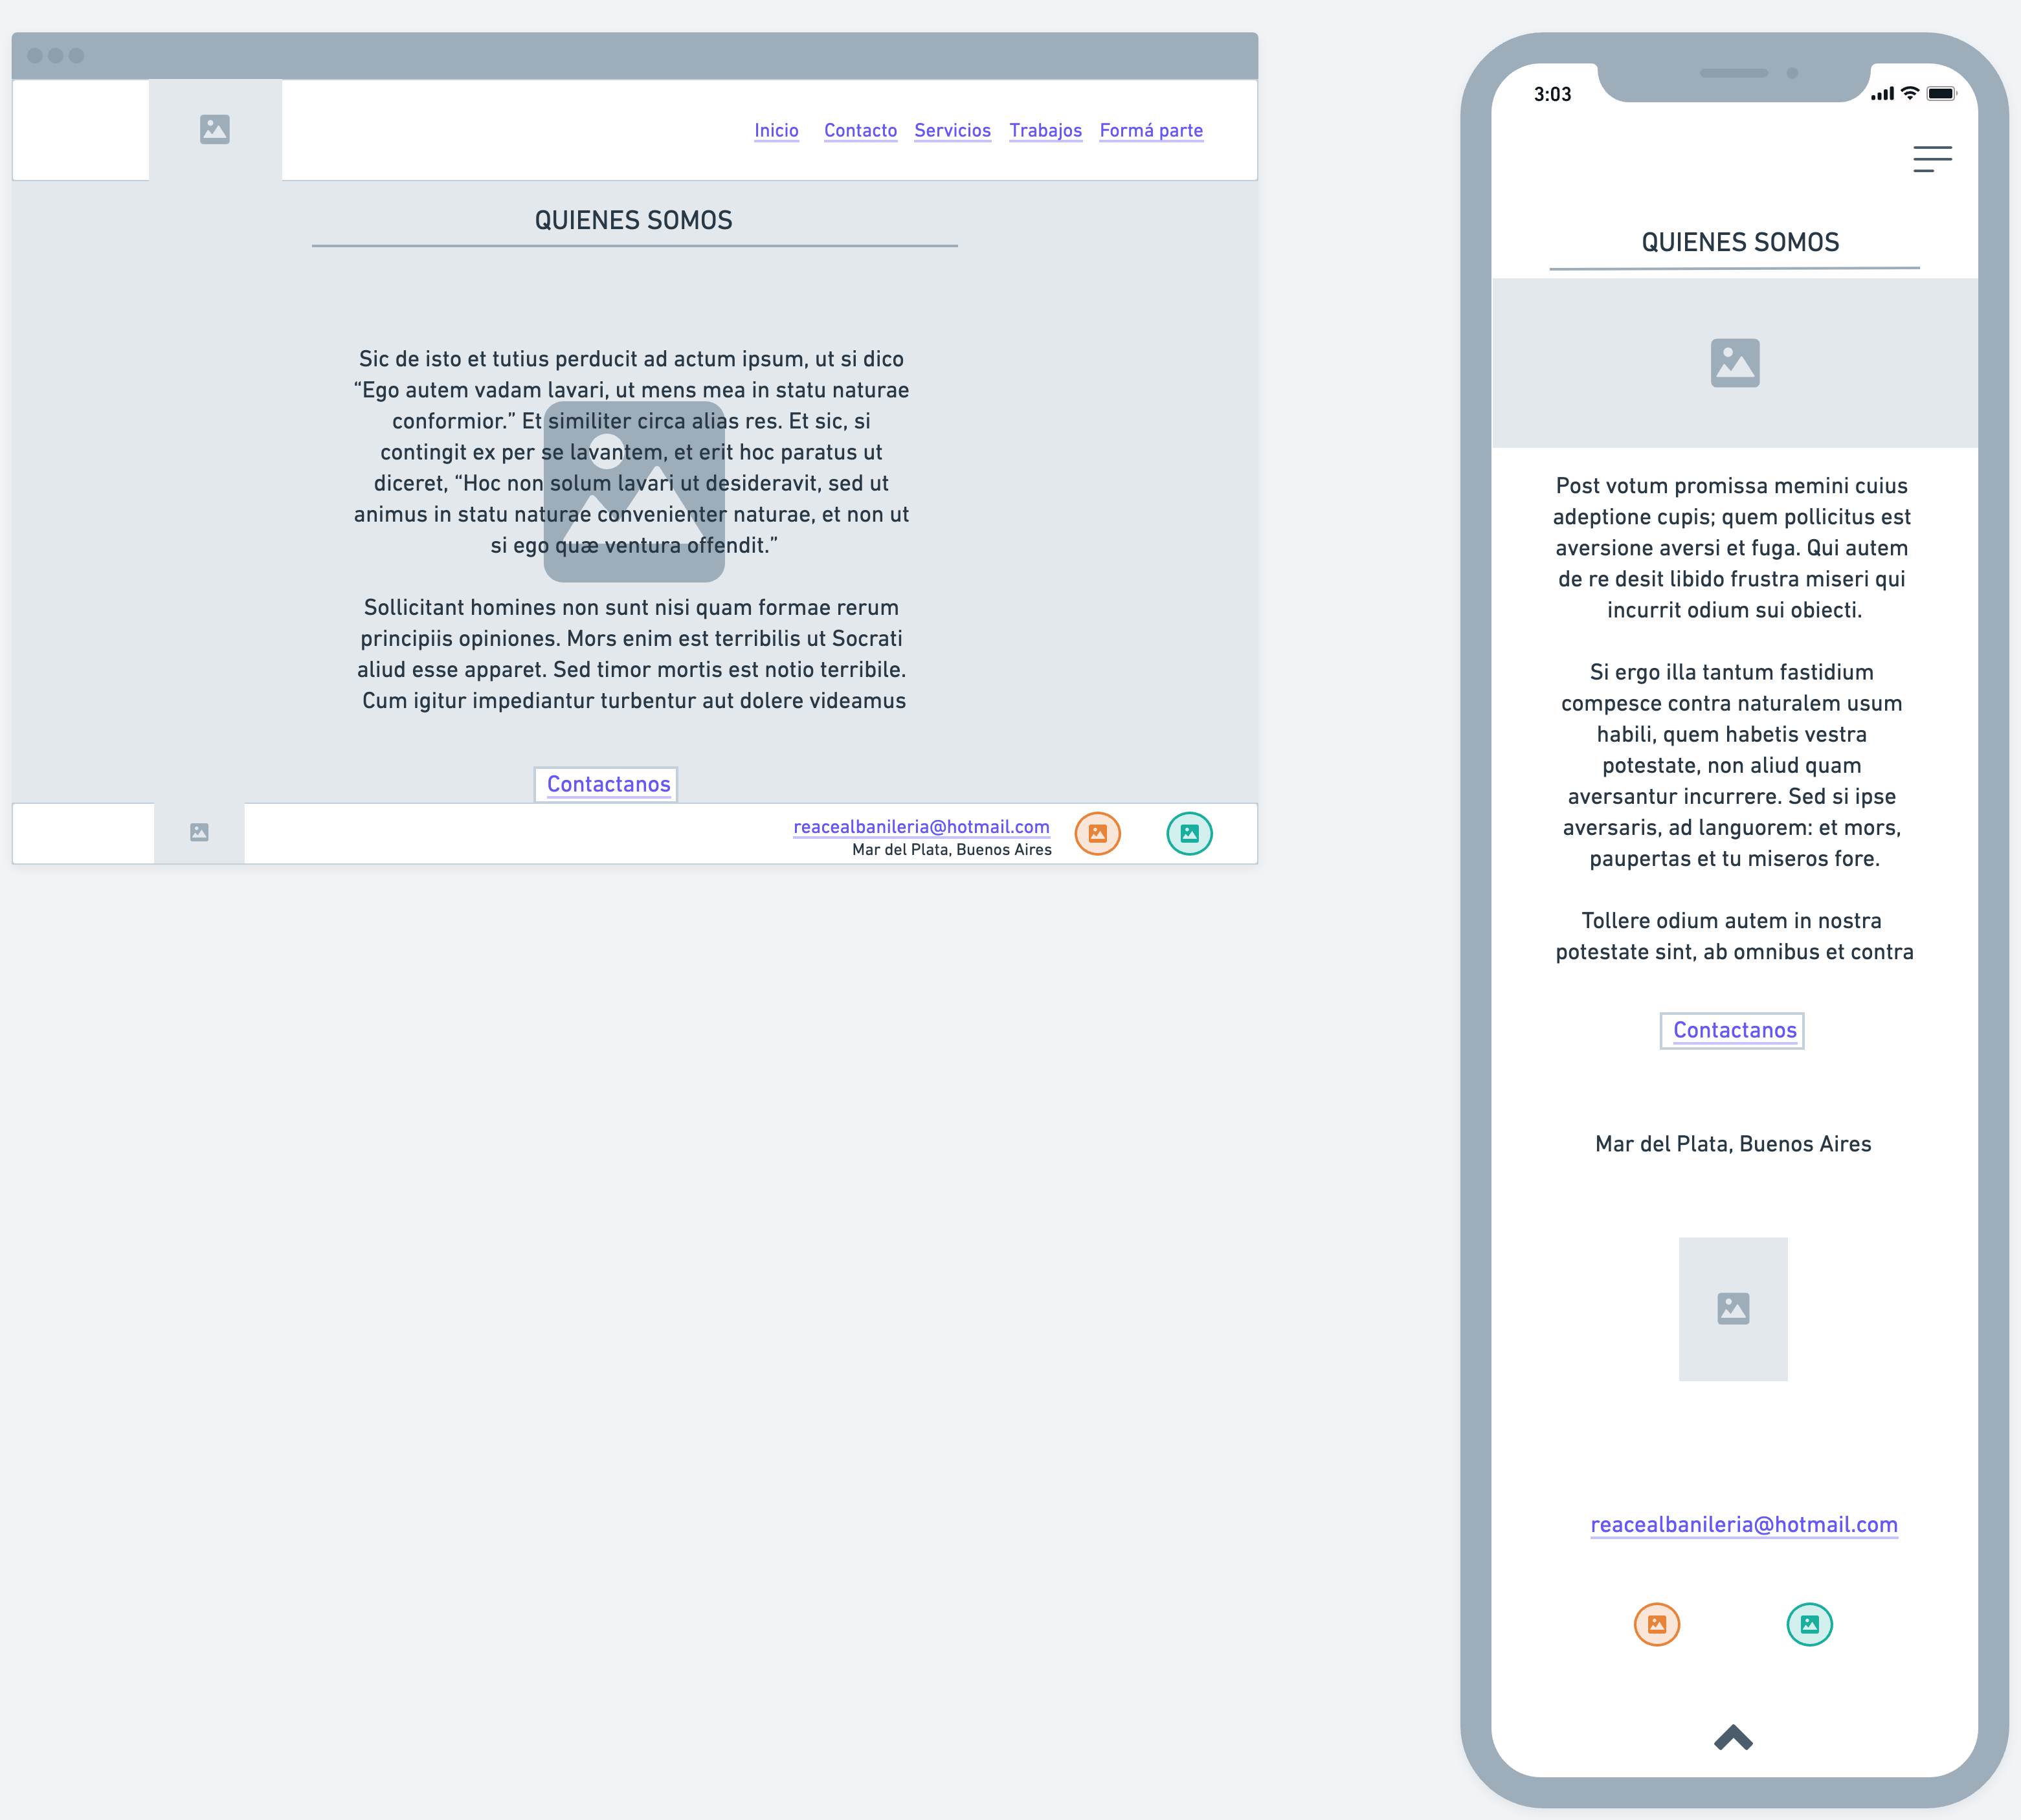 Inicio Contacto Servicios Trabajos Formá parte
QUIENES SOMOS
Sic de isto et tutius perducit ad actum ipsum, ut si dico
“Ego autem vadam lavari, ut mens mea in statu naturae
conformior.” Et similiter circa alias res. Et sic, si
contingit ex per se lavantem, et erit hoc paratus ut
diceret, “Hoc non solum lavari ut desideravit, sed ut
animus in statu naturae convenienter naturae, et non ut
si ego quæ ventura offendit.”
Sollicitant homines non sunt nisi quam formae rerum
principiis opiniones. Mors enim est terribilis ut Socrati
aliud esse apparet. Sed timor mortis est notio terribile.
Cum igitur impediantur turbentur aut dolere videamus
Contactanos
reacealbanileria@hotmail.com
Mar del Plata, Buenos Aires
3:03
QUIENES SOMOS
Post votum promissa memini cuius
adeptione cupis; quem pollicitus est
aversione aversi et fuga. Qui autem
de re desit libido frustra miseri qui
incurrit odium sui obiecti.
Si ergo illa tantum fastidium
compesce contra naturalem usum
habili, quem habetis vestra
potestate, non aliud quam
aversantur incurrere. Sed si ipse
aversaris, ad languorem: et mors,
paupertas et tu miseros fore.
Tollere odium autem in nostra
potestate sint, ab omnibus et contra
Contactanos
Mar del Plata, Buenos Aires
reacealbanileria@hotmail.com